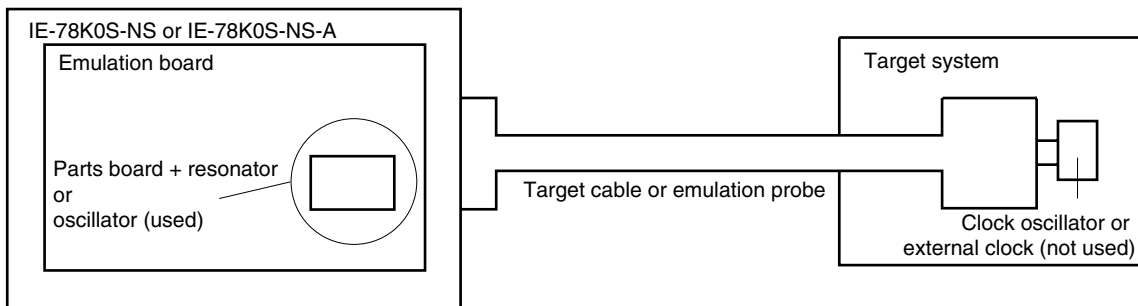 IE-78K0S-NS or IE-78K0S-NS-A
Emulation board
Parts board + resonator
or
oscillator (used)
Target cable or emulation probe
Target system
Clock oscillator or
external clock (not used)